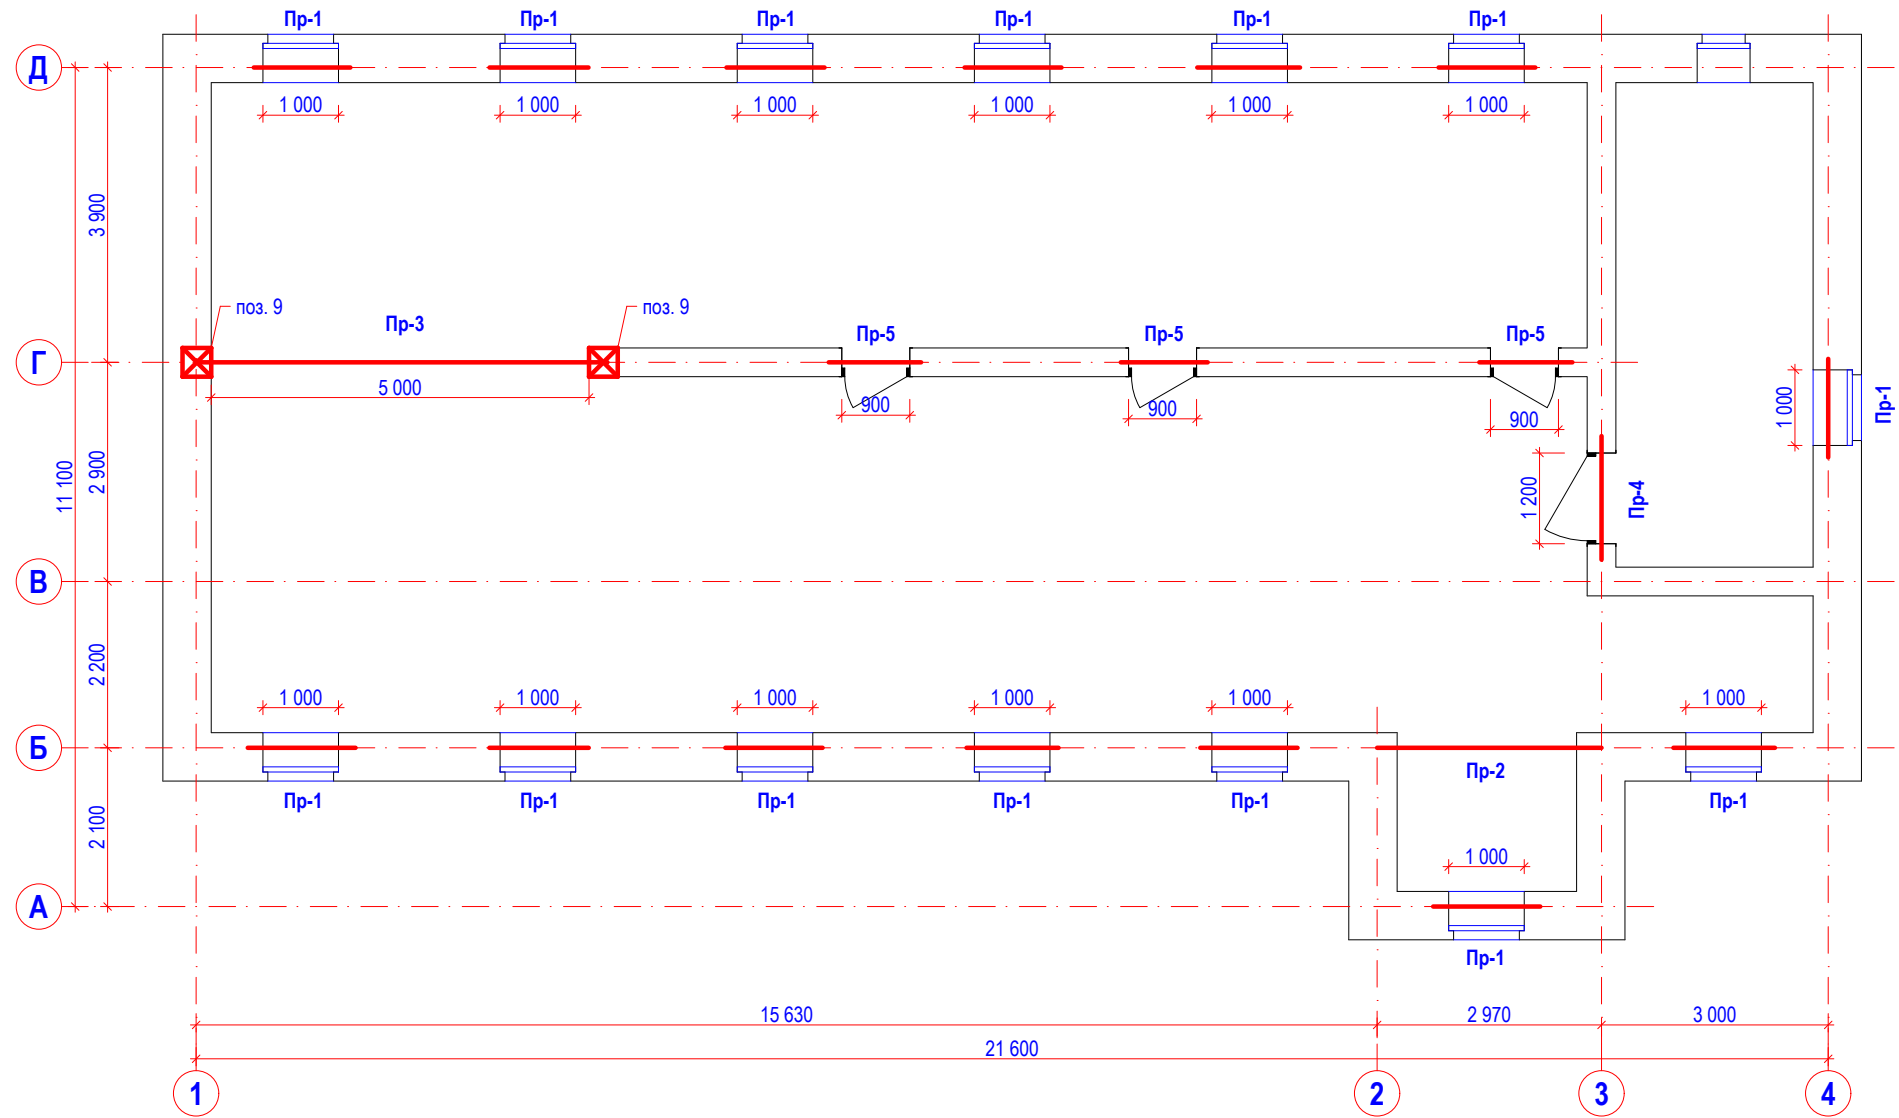 Пр-1 Пр-1 Пр-1 Пр-1 Пр-1 Пр-1
Д
1 000 1 000 1 000 1 000 1 000 1 000
3 900
поз. 9 Пр-3 поз. 9
Пр-5 Пр-5 Пр-5
Г
5 000
900 900 900
1 000
Пр-1
11 100
2 900
1 200
Пр-4
В
2 200
1 000 1 000 1 000 1 000 1 000 1 000
Б
Пр-2
Пр-1 Пр-1 Пр-1 Пр-1 Пр-1 Пр-1
2 100
1 000
А
Пр-1
15 630 2 970 3 000
21 600
1 2 3 4